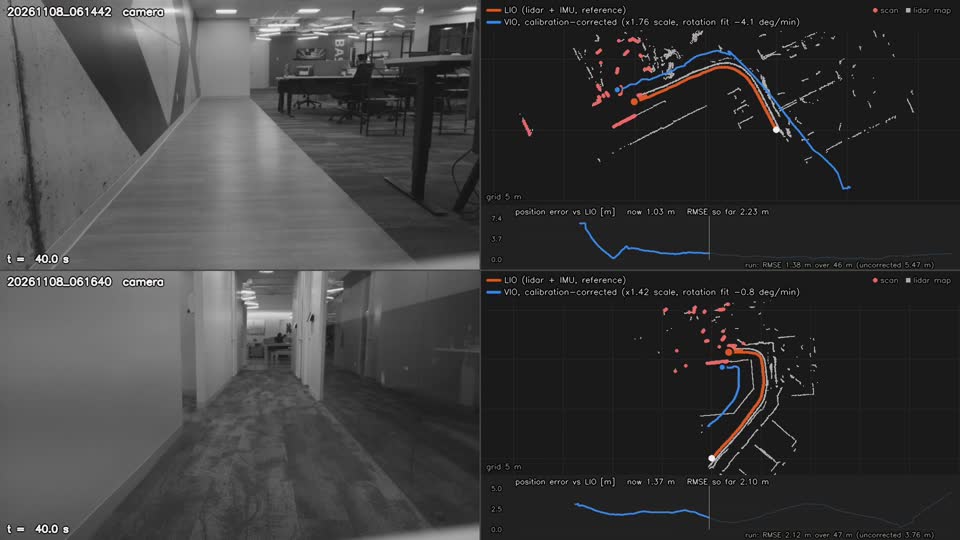 20261108_061442 camera
t = 40.0 s
LIO (lidar + IMU, reference)
VIO, calibration-corrected (x1.76 scale, rotation fit -4.1 deg/min)
scan lidar map
grid: 5 m
position error vs LIO [m] now 1.03 m RMSE so far 2.23 m
7.4
3.7
0.0
run: RMSE 1.38 m over 46 m (uncorrected 5.47 m)
20261108_061640 camera
t = 40.0 s
LIO (lidar + IMU, reference)
VIO, calibration-corrected (x1.42 scale, rotation fit -0.8 deg/min)
scan lidar map
grid: 5 m
position error vs LIO [m] now 1.37 m RMSE so far 2.10 m
5.0
2.5
0.0
run: RMSE 2.12 m over 47 m (uncorrected 3.76 m)